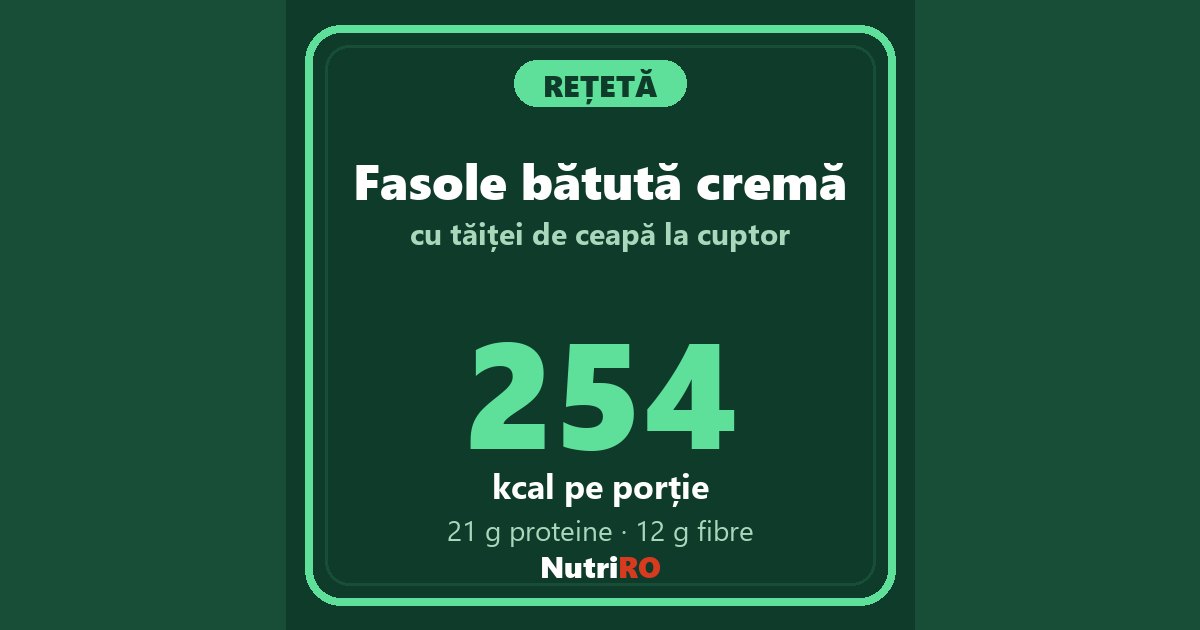 REȚETĂ
Fasole bătută cremă
cu tăiței de ceapă la cuptor
254
kcal pe porție
21 g proteine · 12 g fibre
NutriRO